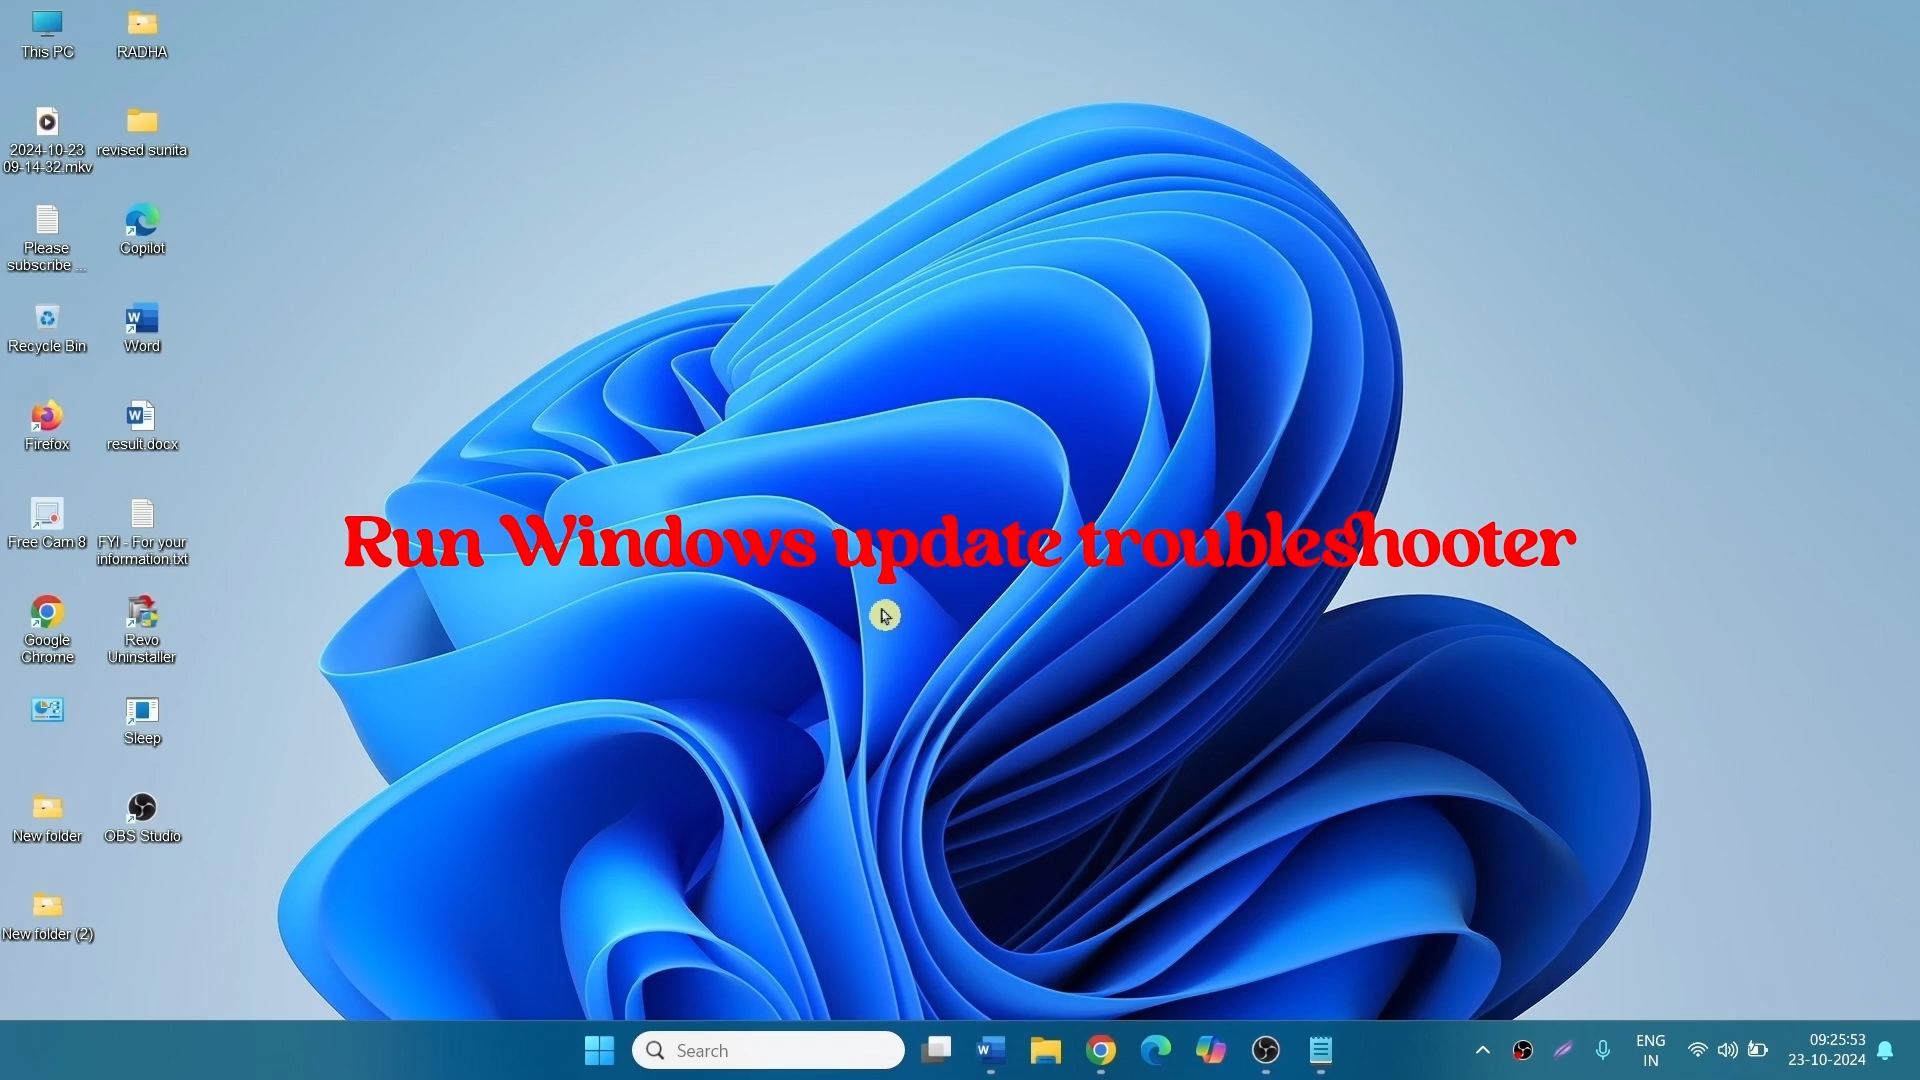 This PC
RADHA
2024-10-23
09-14-32.mkv
revised sunita
Please
subscribe ...
Copilot
Recycle Bin
Word
Firefox
result.docx
Free Cam 8
FYI - For your
information.txt
Run Windows update troubleshooter
Google
Chrome
Revo
Uninstaller
Sleep
New folder
OBS Studio
New folder (2)
Search
ENG
IN
09:25:53
23-10-2024